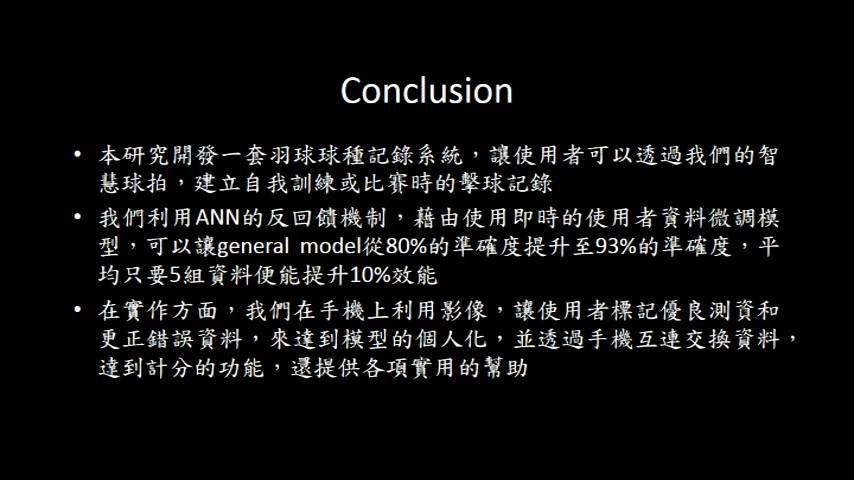 Conclusion
• 本研究開發一套羽球球種記錄系統，讓使用者可以透過我們的智
慧球拍，建立自我訓練或比賽時的擊球記錄
• 我們利用ANN的反回饋機制，藉由使用即時的使用者資料微調模
型，可以讓general model從80%的準確度提升至93%的準確度，平
均只要5組資料便能提升10%效能
• 在實作方面，我們在手機上利用影像，讓使用者標記優良測資和
更正錯誤資料，來達到模型的個人化，並透過手機互連交換資料，
達到計分的功能，還提供各項實用的幫助